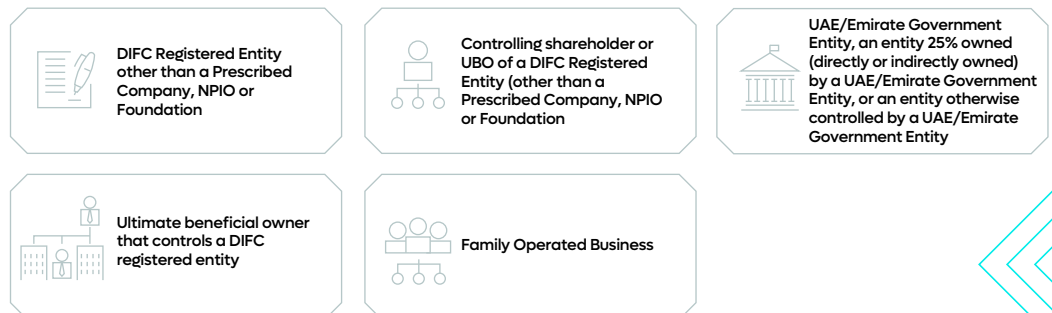 DIFC Registered Entity
other than a Prescribed
Company, NPIO or
Foundation
Controlling shareholder or
UBO of a DIFC Registered
Entity (other than a
Prescribed Company, NPIO
or Foundation
UAE/Emirate Government
Entity, an entity 25% owned
(directly or indirectly owned)
by a UAE/Emirate Government
Entity, or an entity otherwise
controlled by a UAE/Emirate
Government Entity
Ultimate beneficial owner
that controls a DIFC
registered entity
Family Operated Business